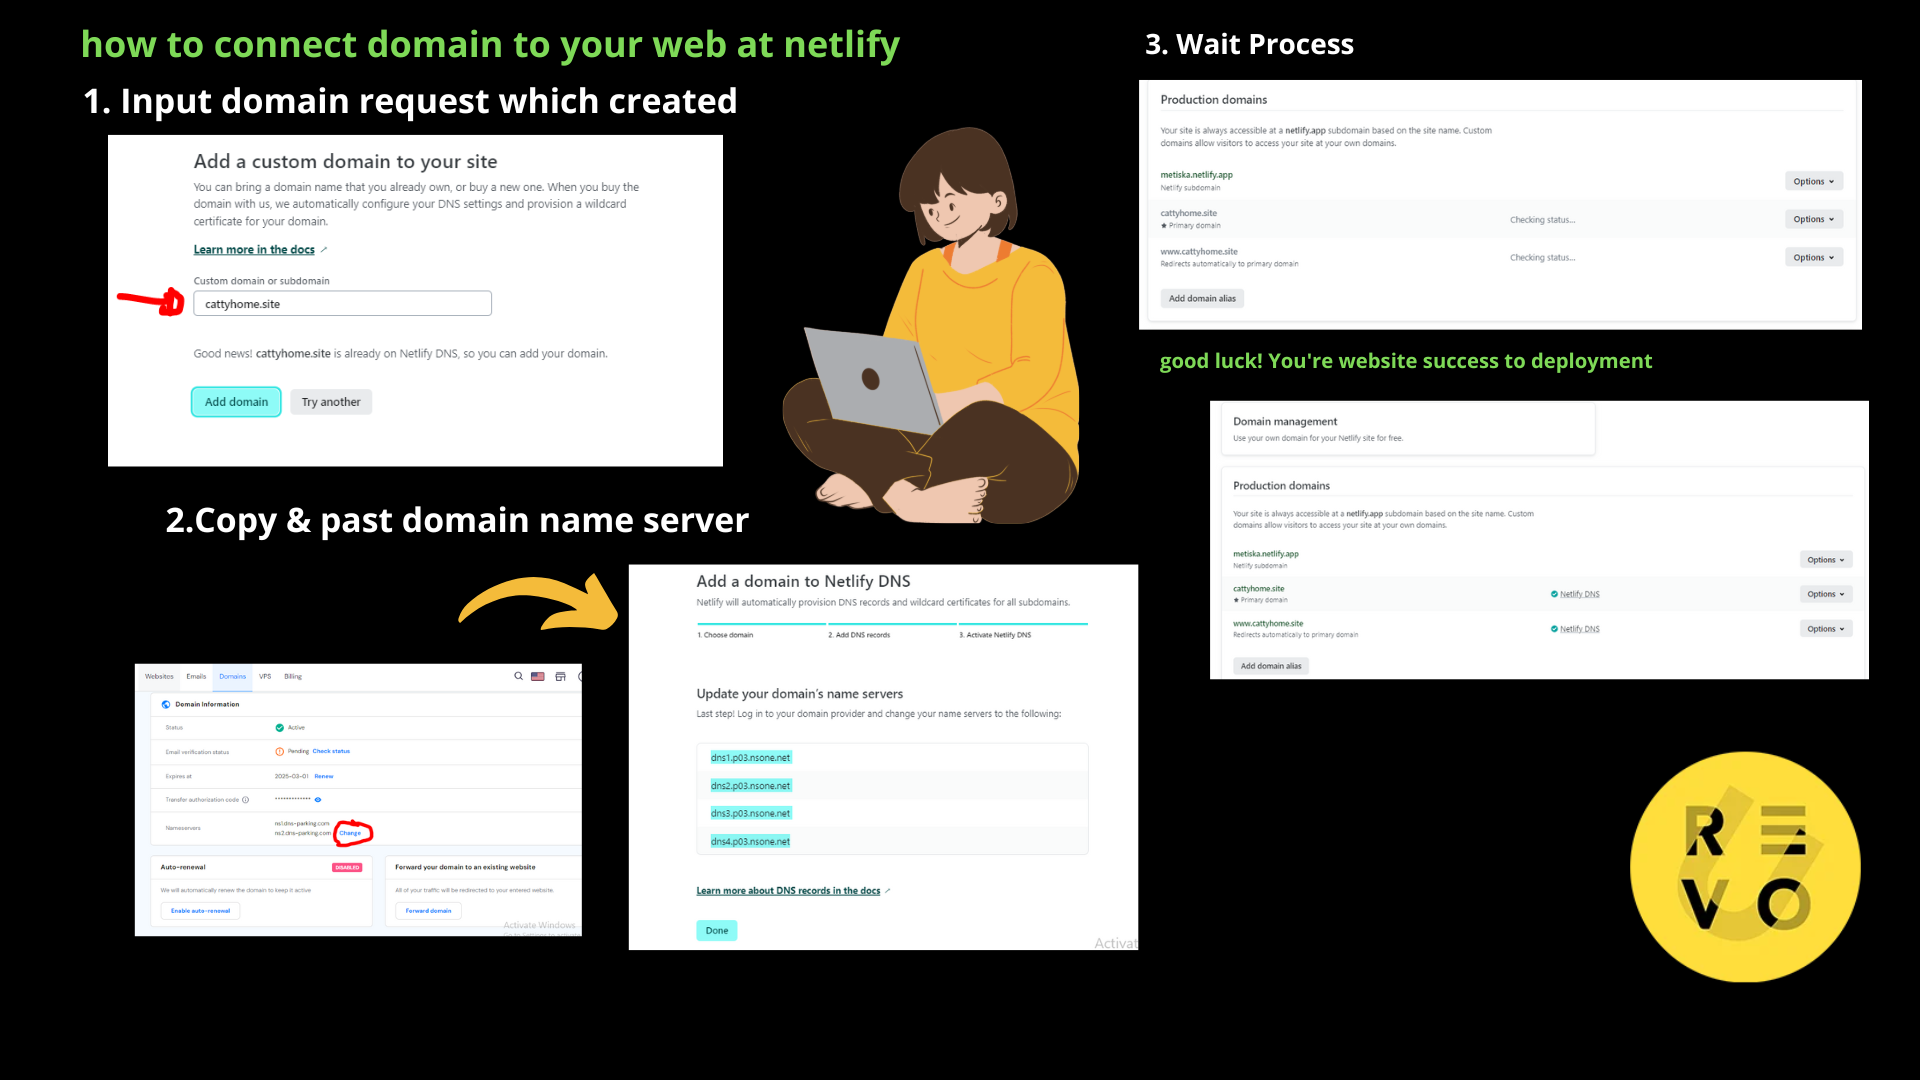 how to connect domain to your web at netlify
1. Input domain request which created
Add a custom domain to your site
You can bring a domain name that you already own, or buy a new one. When you buy the
domain with us, we automatically configure your DNS settings and provision a wildcard
certificate for your domain.
Learn more in the docs
Custom domain or subdomain
cattyhome.site
Good news! cattyhome.site is already on Netlify DNS, so you can add your domain.
Add domain Try another
2.Copy & past domain name server
Websites Emails Domains VPS Billing
Domain Information
Status Active
Email verification status Pending Check status
Expires at 2025-03-01 Renew
Transfer authorization code ••••••••••••
Nameservers
ns1.dns-parking.com
ns2.dns-parking.com Change
Auto-renewal DISABLED
We will automatically renew the domain to keep it active
Enable auto-renewal
Forward your domain to an existing website
All of your traffic will be redirected to your entered website.
Forward domain
Activate Windows
Add a domain to Netlify DNS
Netlify will automatically provision DNS records and wildcard certificates for all subdomains.
1. Choose domain 2. Add DNS records 3. Activate Netlify DNS
Update your domain's name servers
Last step! Log in to your domain provider and change your name servers to the following:
dns1.p03.nsone.net
dns2.p03.nsone.net
dns3.p03.nsone.net
dns4.p03.nsone.net
Learn more about DNS records in the docs
Done
Activat
3. Wait Process
Production domains
Your site is always accessible at a netlify.app subdomain based on the site name. Custom
domains allow visitors to access your site at your own domains.
metiska.netlify.app
Netlify subdomain
Options
cattyhome.site
★ Primary domain
Checking status...
Options
www.cattyhome.site
Redirects automatically to primary domain
Checking status...
Options
Add domain alias
good luck! You're website success to deployment
Domain management
Use your own domain for your Netlify site for free.
Production domains
Your site is always accessible at a netlify.app subdomain based on the site name. Custom
domains allow visitors to access your site at your own domains.
metiska.netlify.app
Netlify subdomain
Options
cattyhome.site
★ Primary domain
Netlify DNS
Options
www.cattyhome.site
Redirects automatically to primary domain
Netlify DNS
Options
Add domain alias
RE
VO